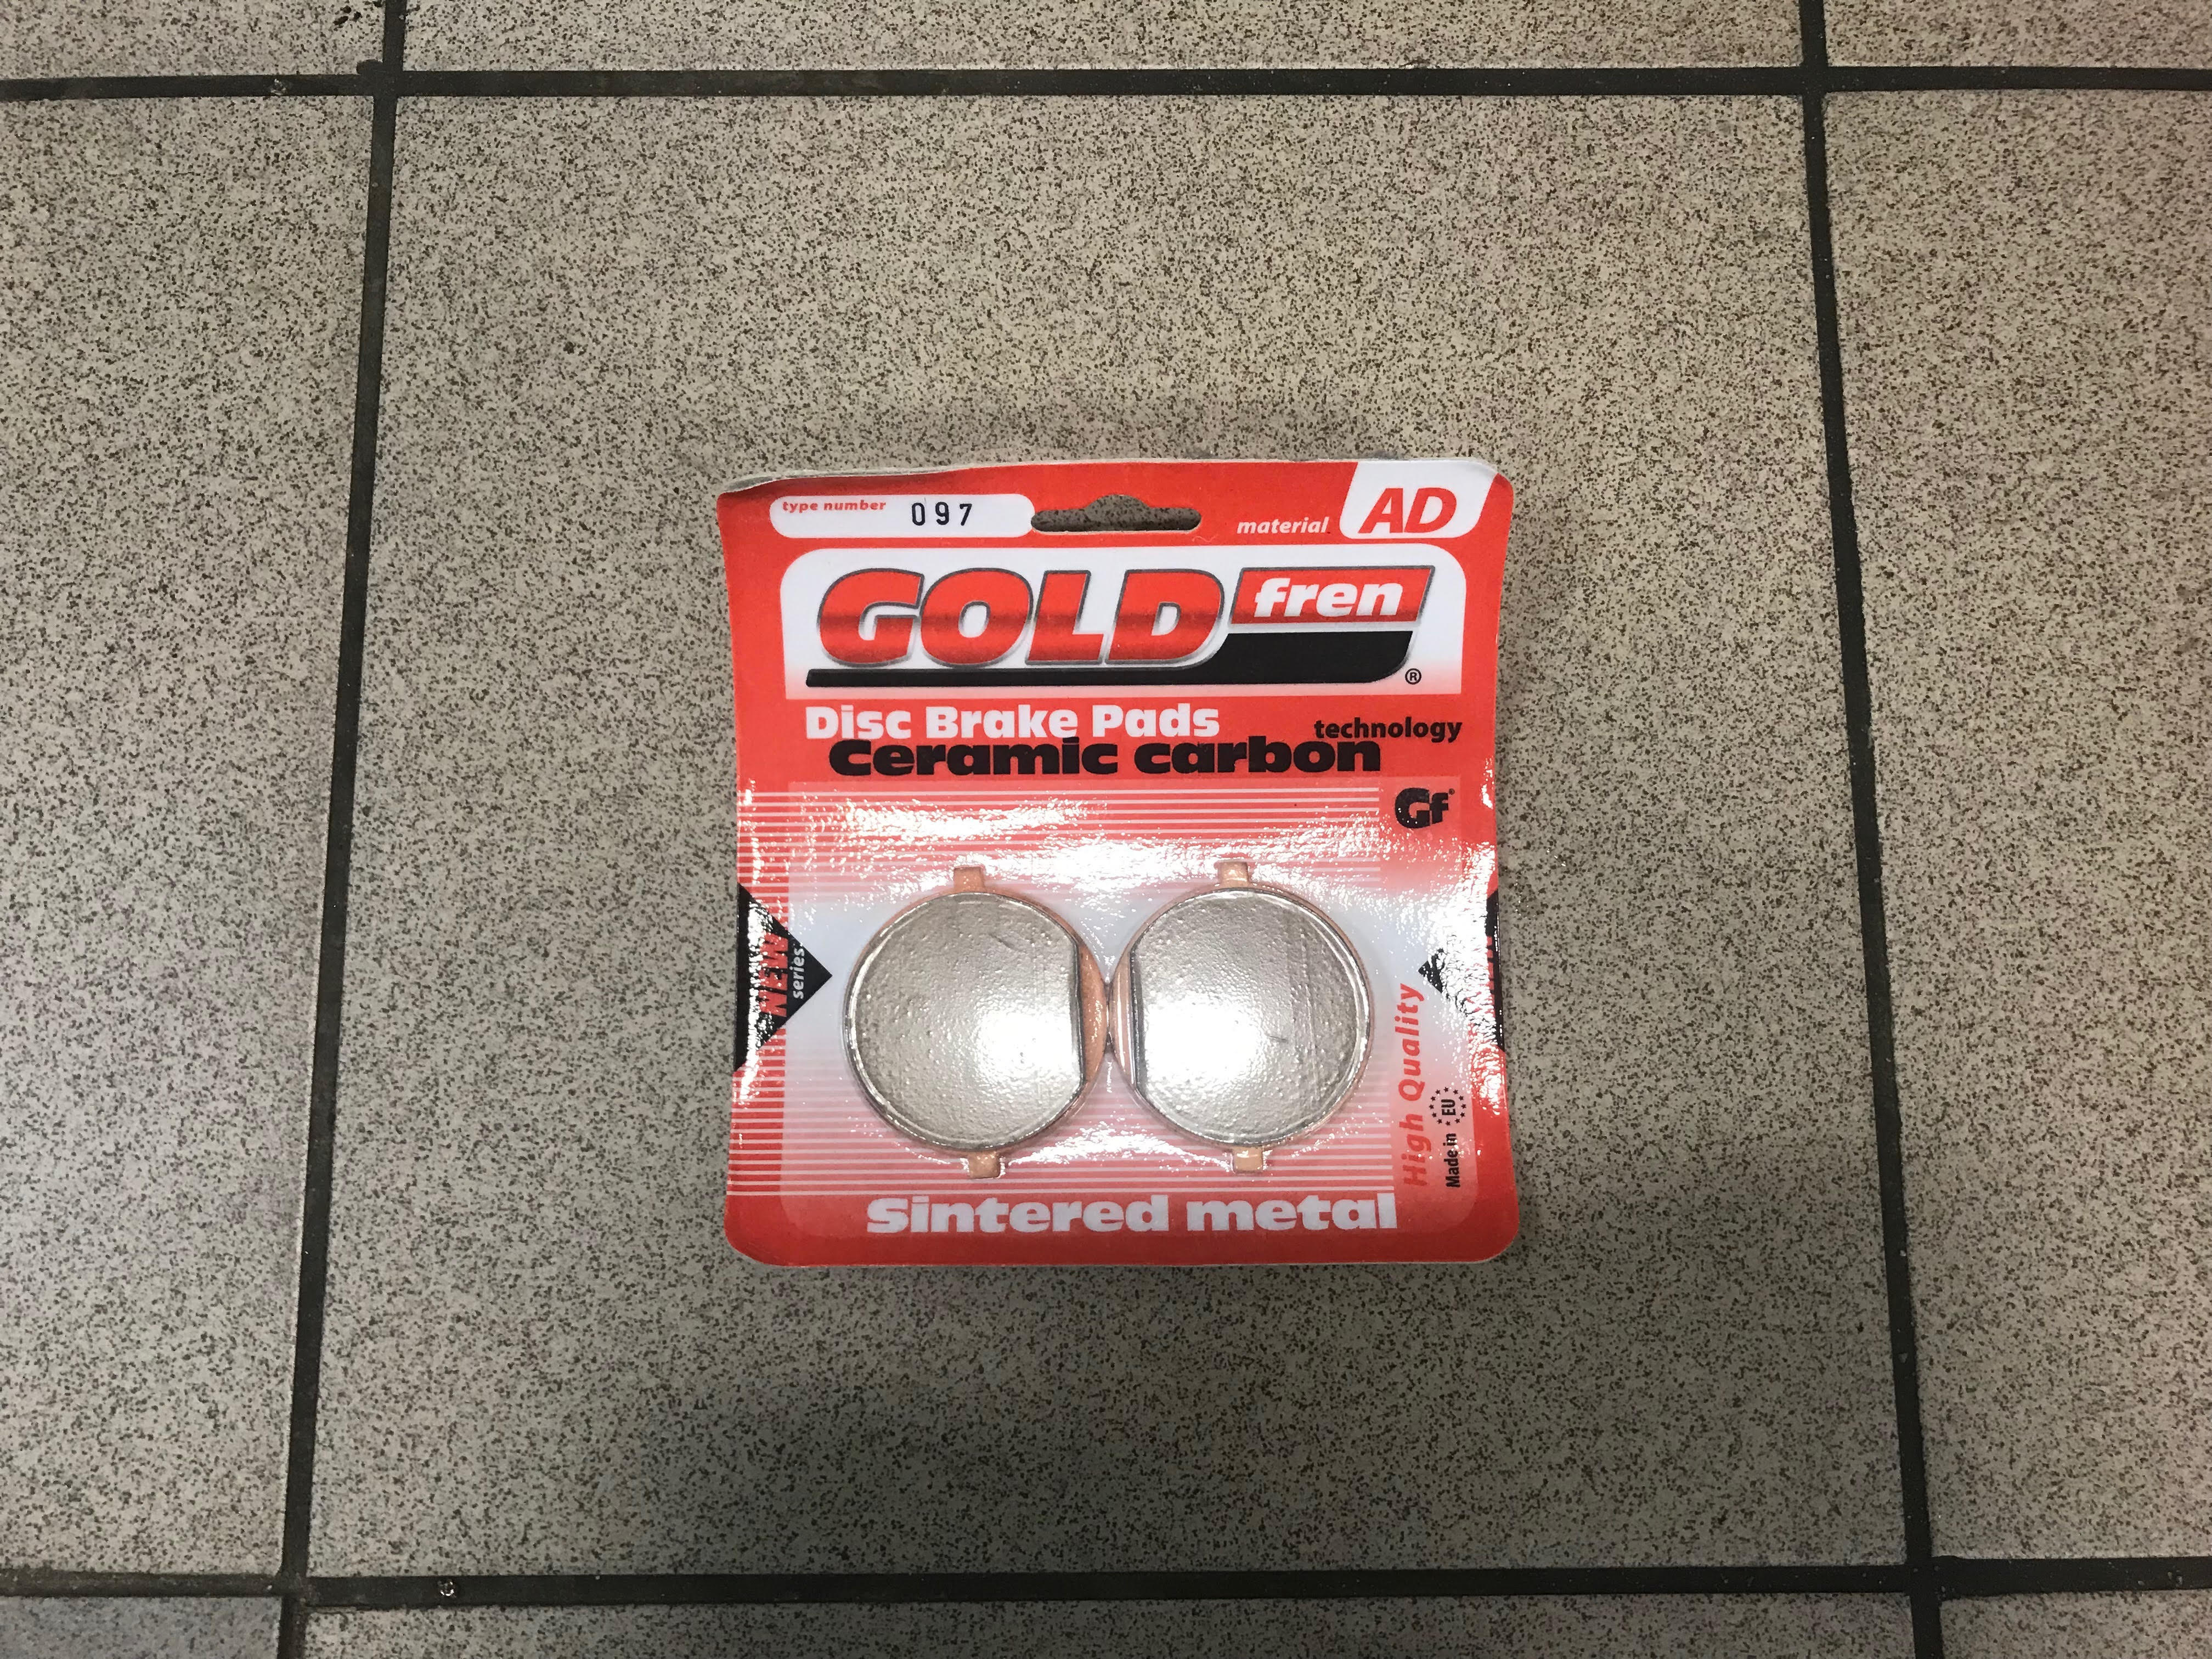 type number 097
material AD
GOLD fren ®
Disc Brake Pads
technology
Ceramic carbon
Gf
NEW
series
High Quality
Made in EU
Sintered metal